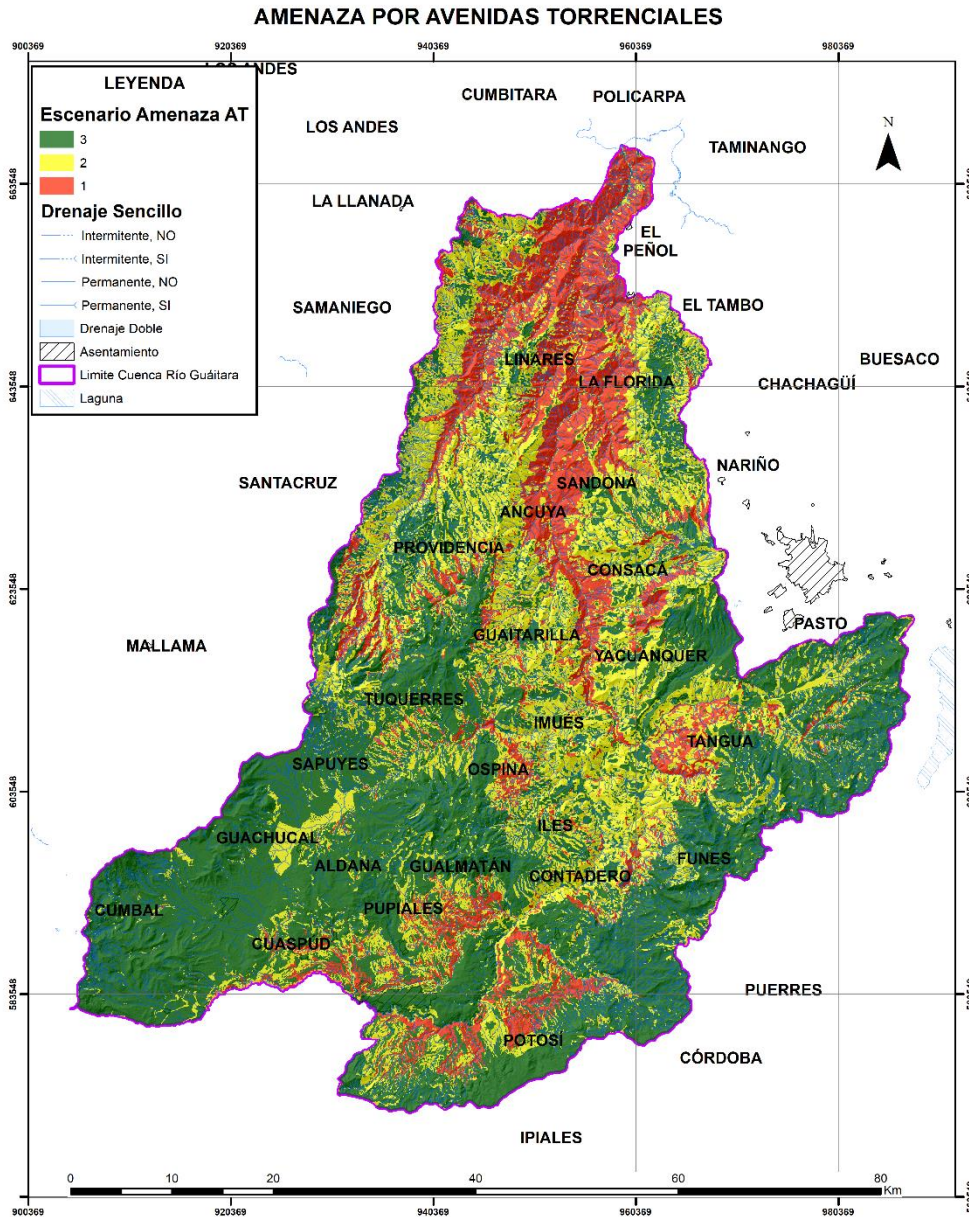 AMENAZA POR AVENIDAS TORRENCIALES
900369 920369 940369 960369 980369
LOS ANDES
LEYENDA
Escenario Amenaza AT
3
2
1
Drenaje Sencillo
Intermitente, NO
Intermitente, SI
Permanente, NO
Permanente, SI
Drenaje Doble
Asentamiento
Limite Cuenca Río Guáitara
Laguna
CUMBITARA
POLICARPA
LOS ANDES
TAMINANGO
N
663548
LA LLANADA
EL
PEÑOL
SAMANIEGO
EL TAMBO
LINARES
BUESACO
LA FLORIDA
CHACHAGÜÍ
643548
NARIÑO
SANTACRUZ
SANDONÁ
ANCUYA
PROVIDENCIA
CONSACÁ
623548
PASTO
GUAITARILLA
MALLAMA
YACUANQUER
TUQUERRES
IMUÉS
TANGUA
SAPUYES
OSPINA
603548
ILES
GUACHUCAL
FUNES
ALDANA
GUALMATÁN
CONTADERO
CUMBAL
PUPIALES
CUASPUD
583548
PUERRES
POTOSÍ
CÓRDOBA
IPIALES
0 10 20 40 60 80
Km
900369 920369 940369 960369 980369